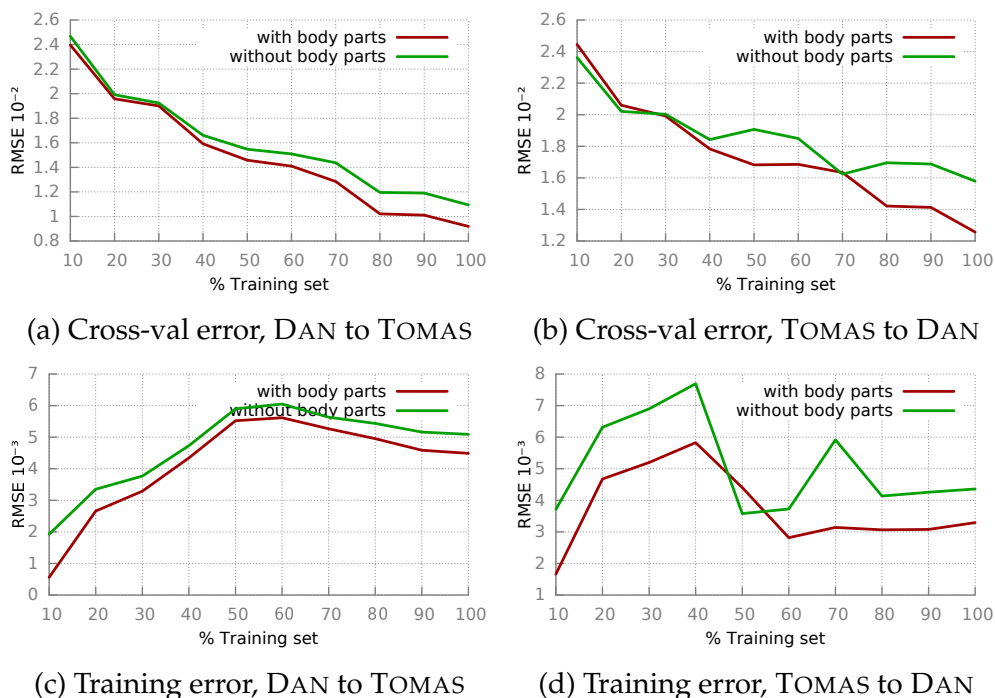 2.6
2.4
2.2
2
1.8
1.6
1.4
1.2
1
0.8
RMSE 10⁻²
with body parts
without body parts
10 20 30 40 50 60 70 80 90 100
% Training set
(a) Cross-val error, DAN to TOMAS
2.6
2.4
2.2
2
1.8
1.6
1.4
1.2
RMSE 10⁻²
with body parts
without body parts
10 20 30 40 50 60 70 80 90 100
% Training set
(b) Cross-val error, TOMAS to DAN
7
6
5
4
3
2
1
0
RMSE 10⁻³
with body parts
without body parts
10 20 30 40 50 60 70 80 90 100
% Training set
(c) Training error, DAN to TOMAS
8
7
6
5
4
3
2
1
RMSE 10⁻³
with body parts
without body parts
10 20 30 40 50 60 70 80 90 100
% Training set
(d) Training error, TOMAS to DAN